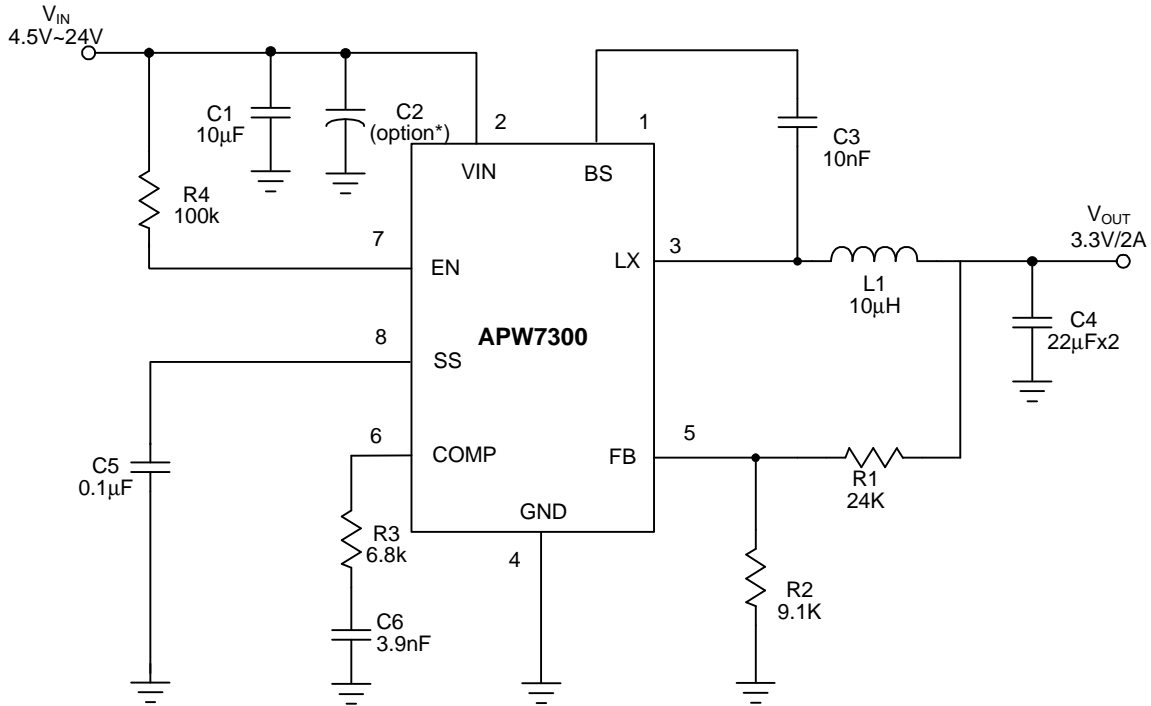 VIN
4.5V~24V
C1
10μF
C2
(option*)
2
1
C3
10nF
VIN
BS
R4
100k
7
EN
LX
3
L1
10μH
VOUT
3.3V/2A
C4
22μFx2
APW7300
8
SS
6
COMP
FB
5
R1
24K
C5
0.1μF
R3
6.8k
GND
4
R2
9.1K
C6
3.9nF